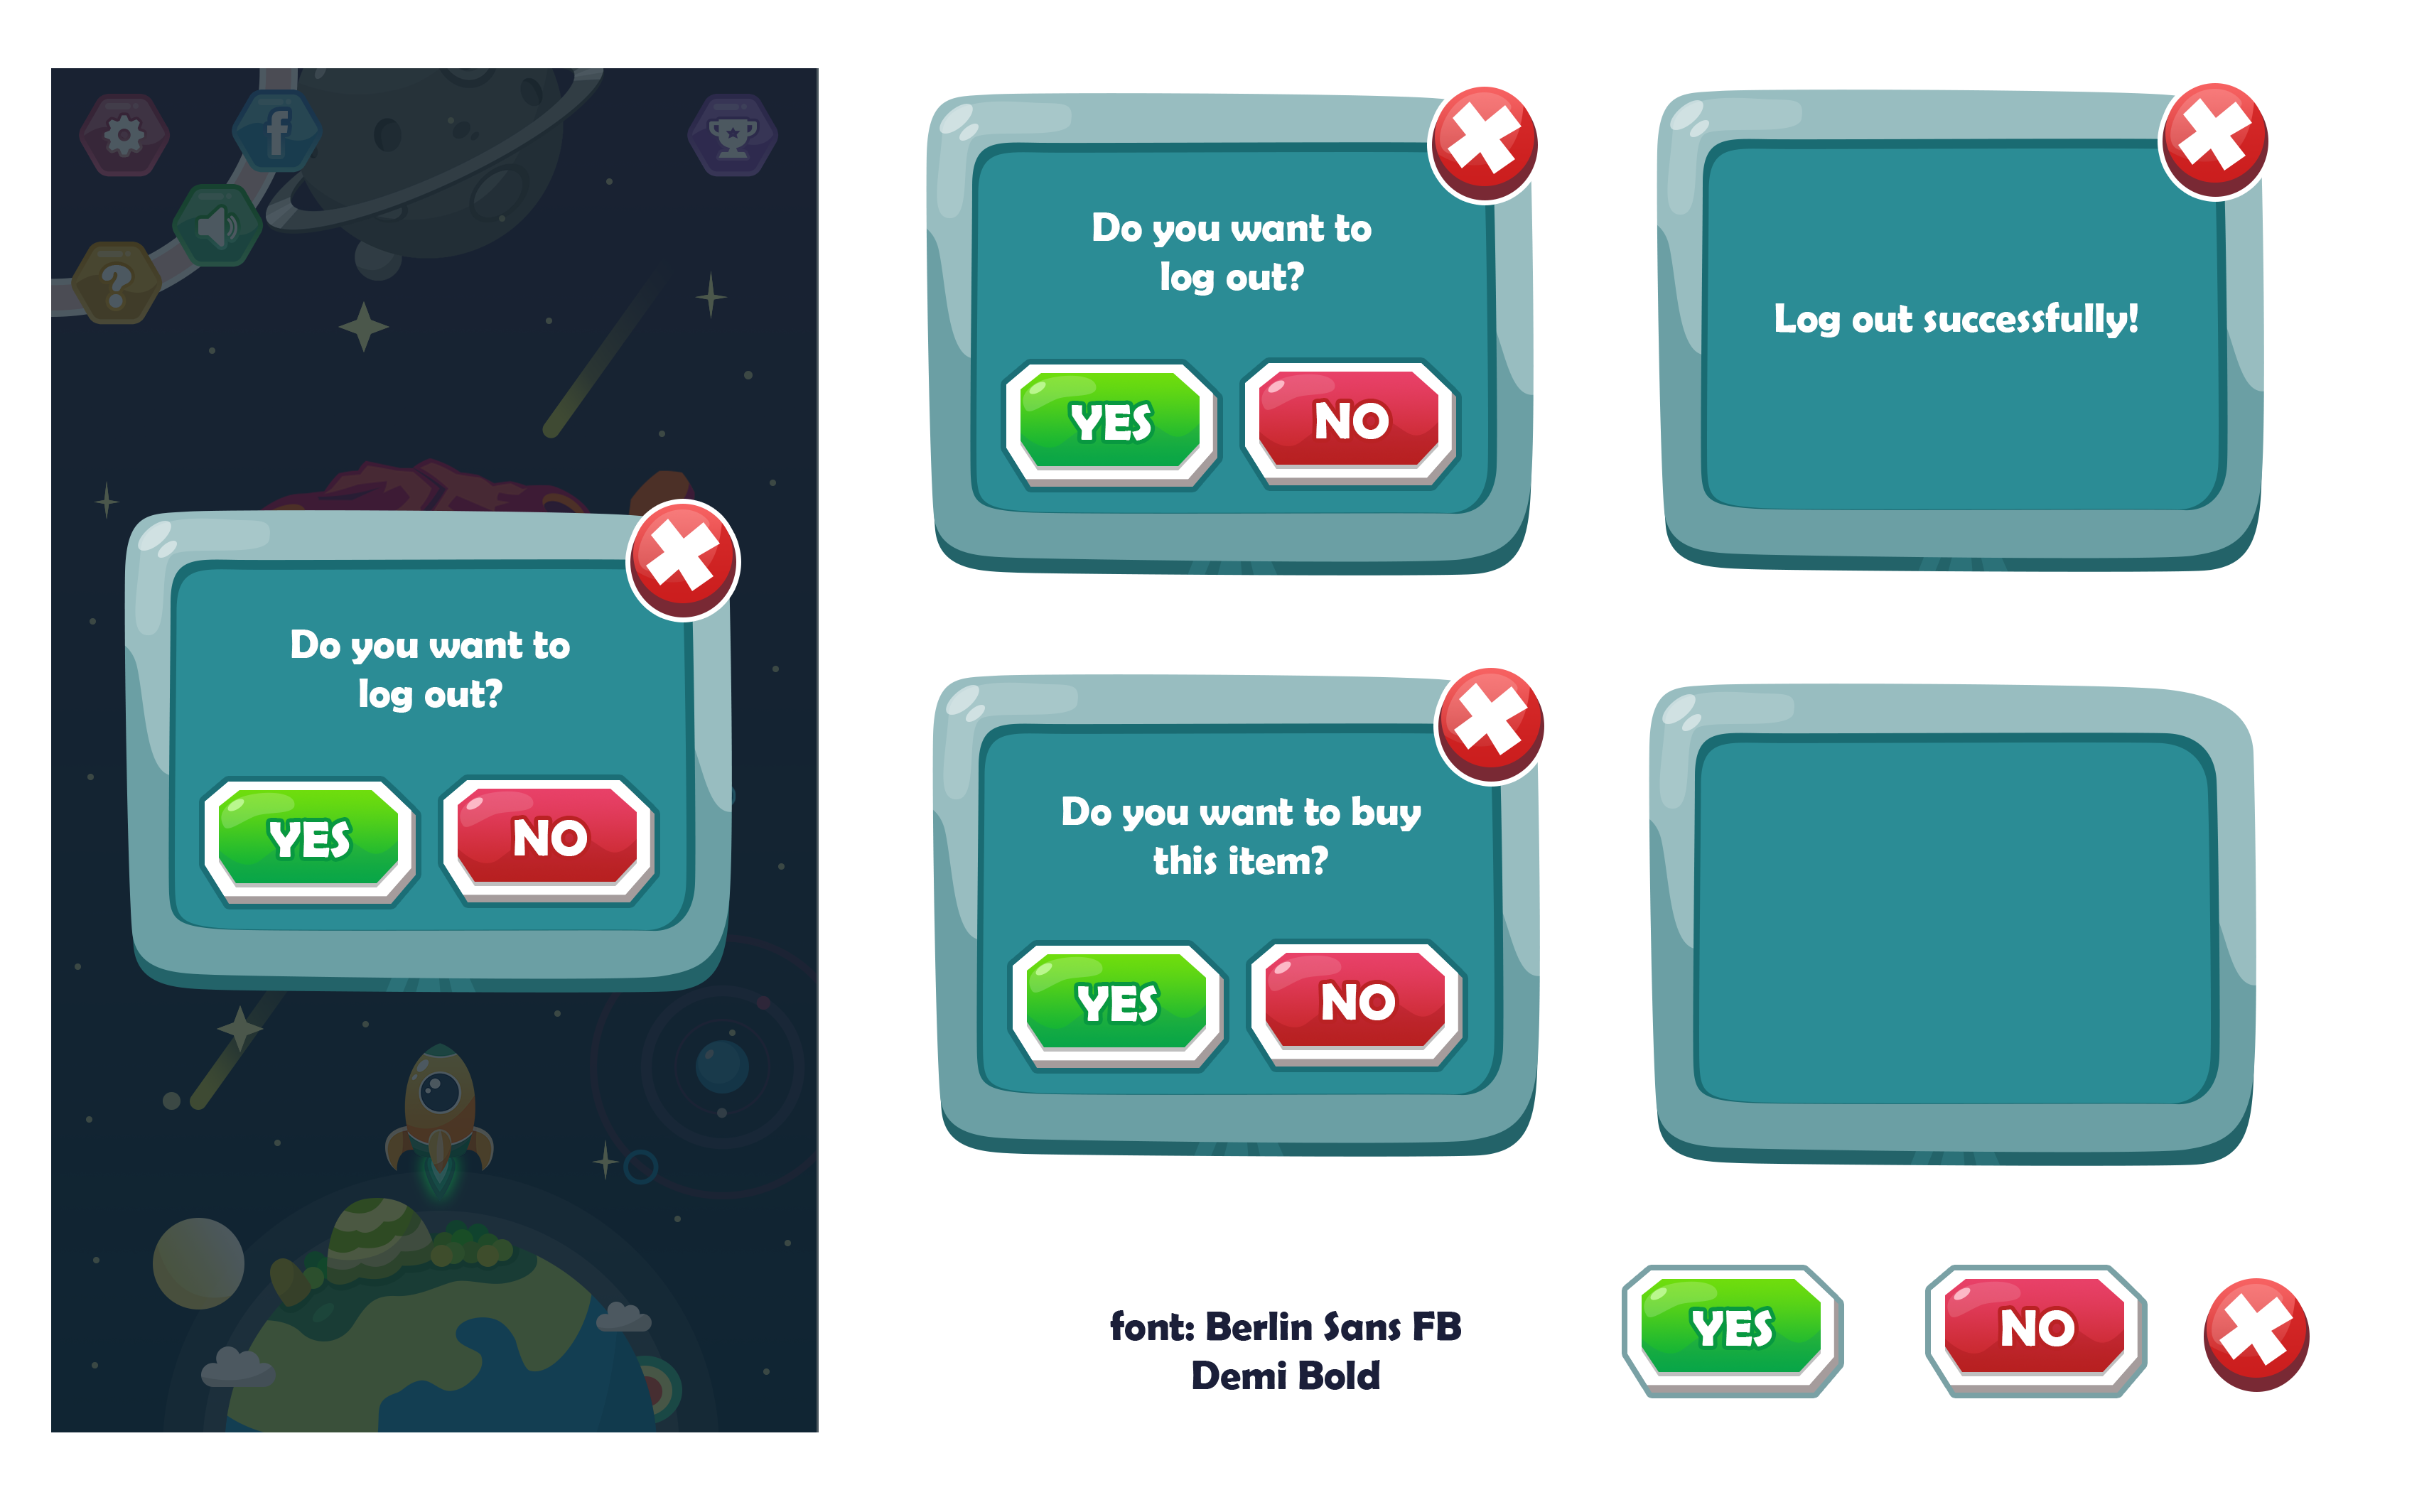 f
?
Do you want to
log out?
YES
NO
Do you want to
log out?
YES
NO
Log out successfully!
Do you want to buy
this item?
YES
NO
font: Berlin Sans FB
Demi Bold
YES
NO